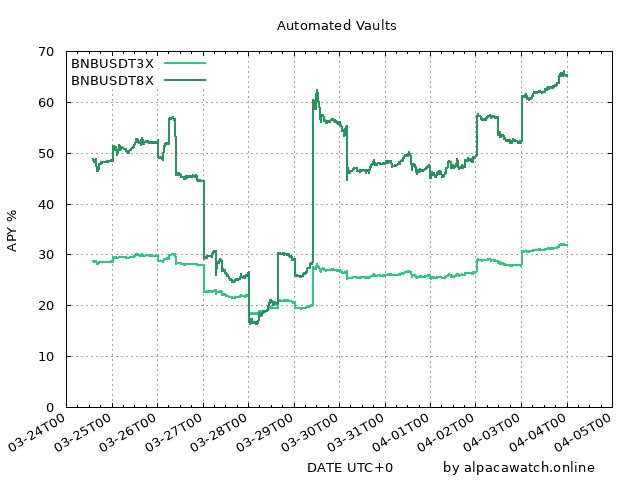 Automated Vaults
BNBUSDT3X
BNBUSDT8X
APY %
70
60
50
40
30
20
10
0
03-24T00
03-25T00
03-26T00
03-27T00
03-28T00
03-29T00
03-30T00
03-31T00
04-01T00
04-02T00
04-03T00
04-04T00
04-05T00
DATE UTC+0
by alpacawatch.online